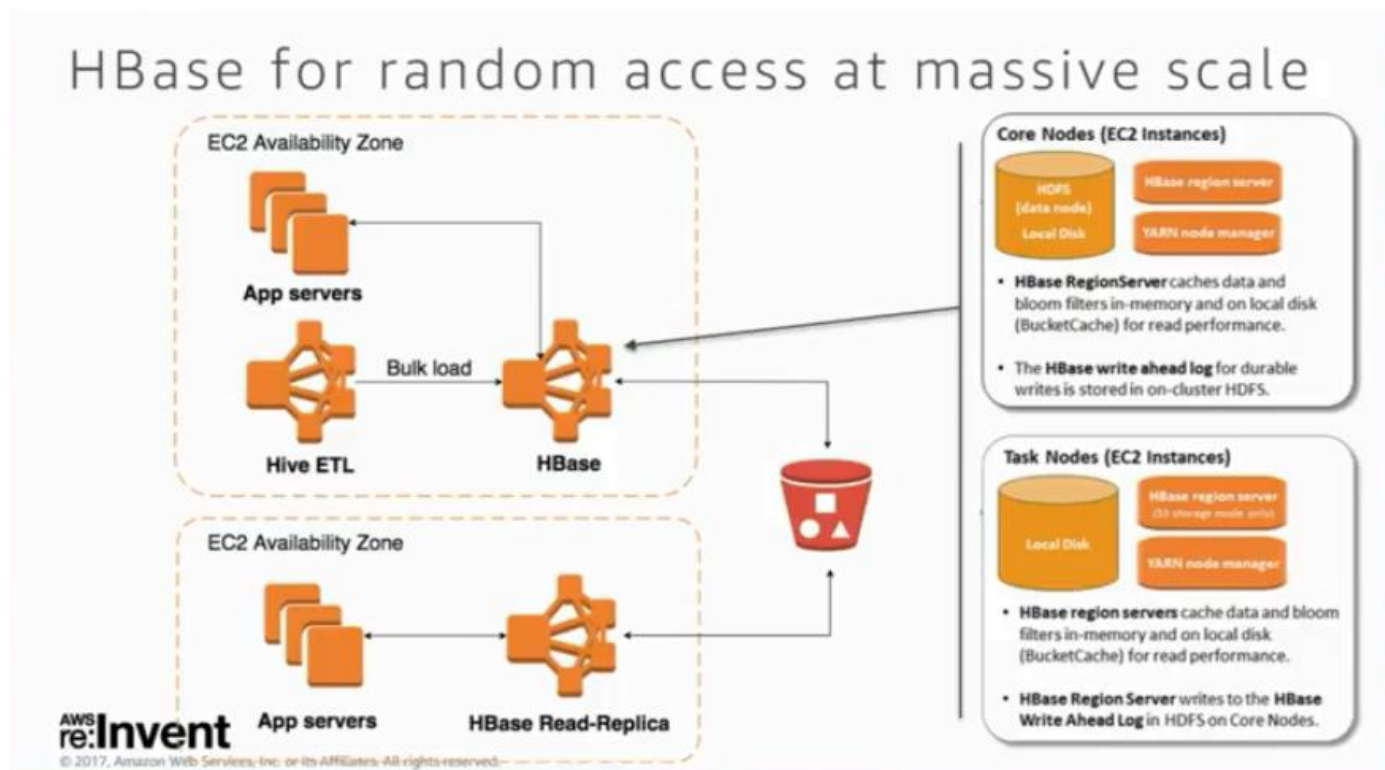 HBase for random access at massive scale
EC2 Availability Zone
App servers
Bulk load
Hive ETL
HBase
EC2 Availability Zone
App servers
HBase Read-Replica
Core Nodes (EC2 Instances)
HDFS
(data node)
Local Disk
HBase region server
YARN node manager
• HBase RegionServer caches data and
bloom filters in-memory and on local disk
(BucketCache) for read performance.
• The HBase write ahead log for durable
writes is stored in on-cluster HDFS.
Task Nodes (EC2 Instances)
Local Disk
HBase region server
(S3 storage mode only)
YARN node manager
• HBase region servers cache data and bloom
filters in-memory and on local disk
(BucketCache) for read performance.
• HBase Region Server writes to the HBase
Write Ahead Log in HDFS on Core Nodes.
AWS
re:Invent
© 2017, Amazon Web Services, Inc. or its Affiliates. All rights reserved.